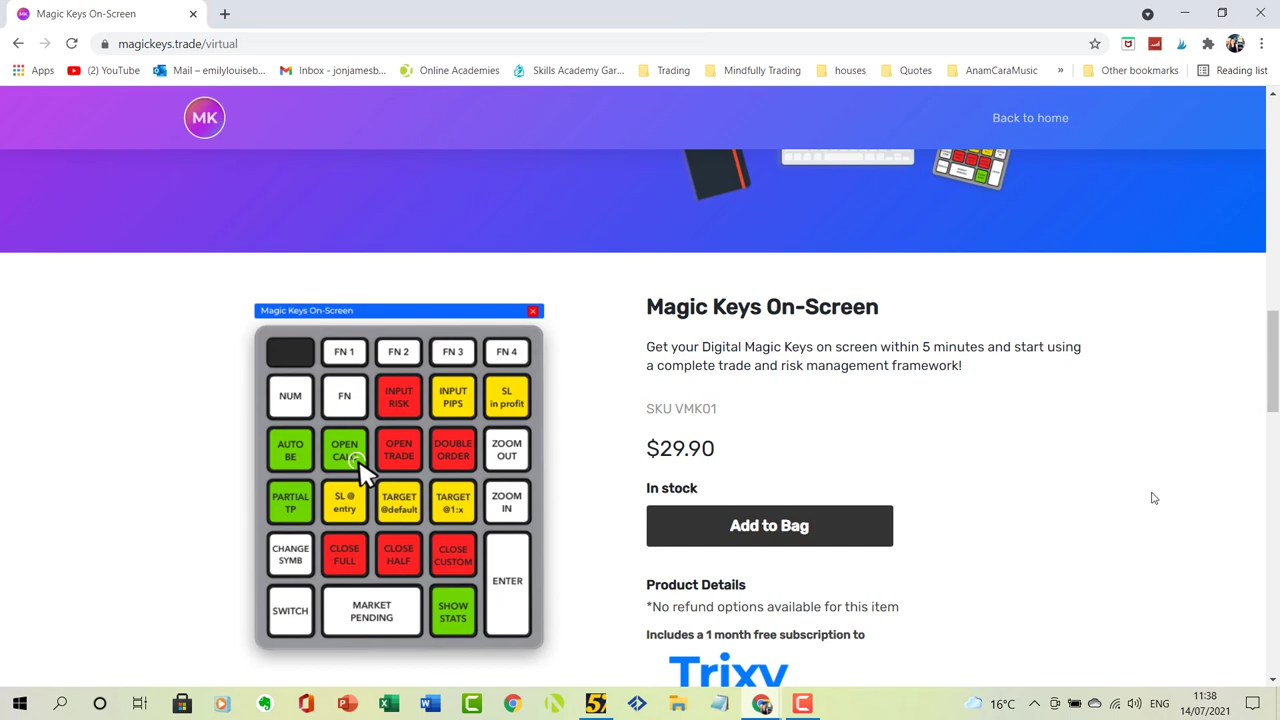 Magic Keys On-Screen
magickeys.trade/virtual
Apps
(2) YouTube
Mail – emilylouiseb...
Inbox - jonjamesb...
Online Academies
Skills Academy Gar...
Trading
Mindfully Trading
houses
Quotes
AnamCaraMusic
»
Other bookmarks
Reading list
MK
Back to home
Magic Keys On-Screen
FN 1
FN 2
FN 3
FN 4
NUM
FN
INPUT
RISK
INPUT
PIPS
SL
in profit
AUTO
BE
OPEN
OPEN
TRADE
DOUBLE
ORDER
ZOOM
OUT
PARTIAL
TP
SL @
entry
TARGET
@default
TARGET
@1:x
ZOOM
IN
CHANGE
SYMB
CLOSE
FULL
CLOSE
HALF
CLOSE
CUSTOM
ENTER
SWITCH
MARKET
PENDING
SHOW
STATS
Magic Keys On-Screen
Get your Digital Magic Keys on screen within 5 minutes and start using
a complete trade and risk management framework!
SKU VMK01
$29.90
In stock
Add to Bag
Product Details
*No refund options available for this item
Includes a 1 month free subscription to
Trixy
16°C
ENG
11:38
14/07/2021